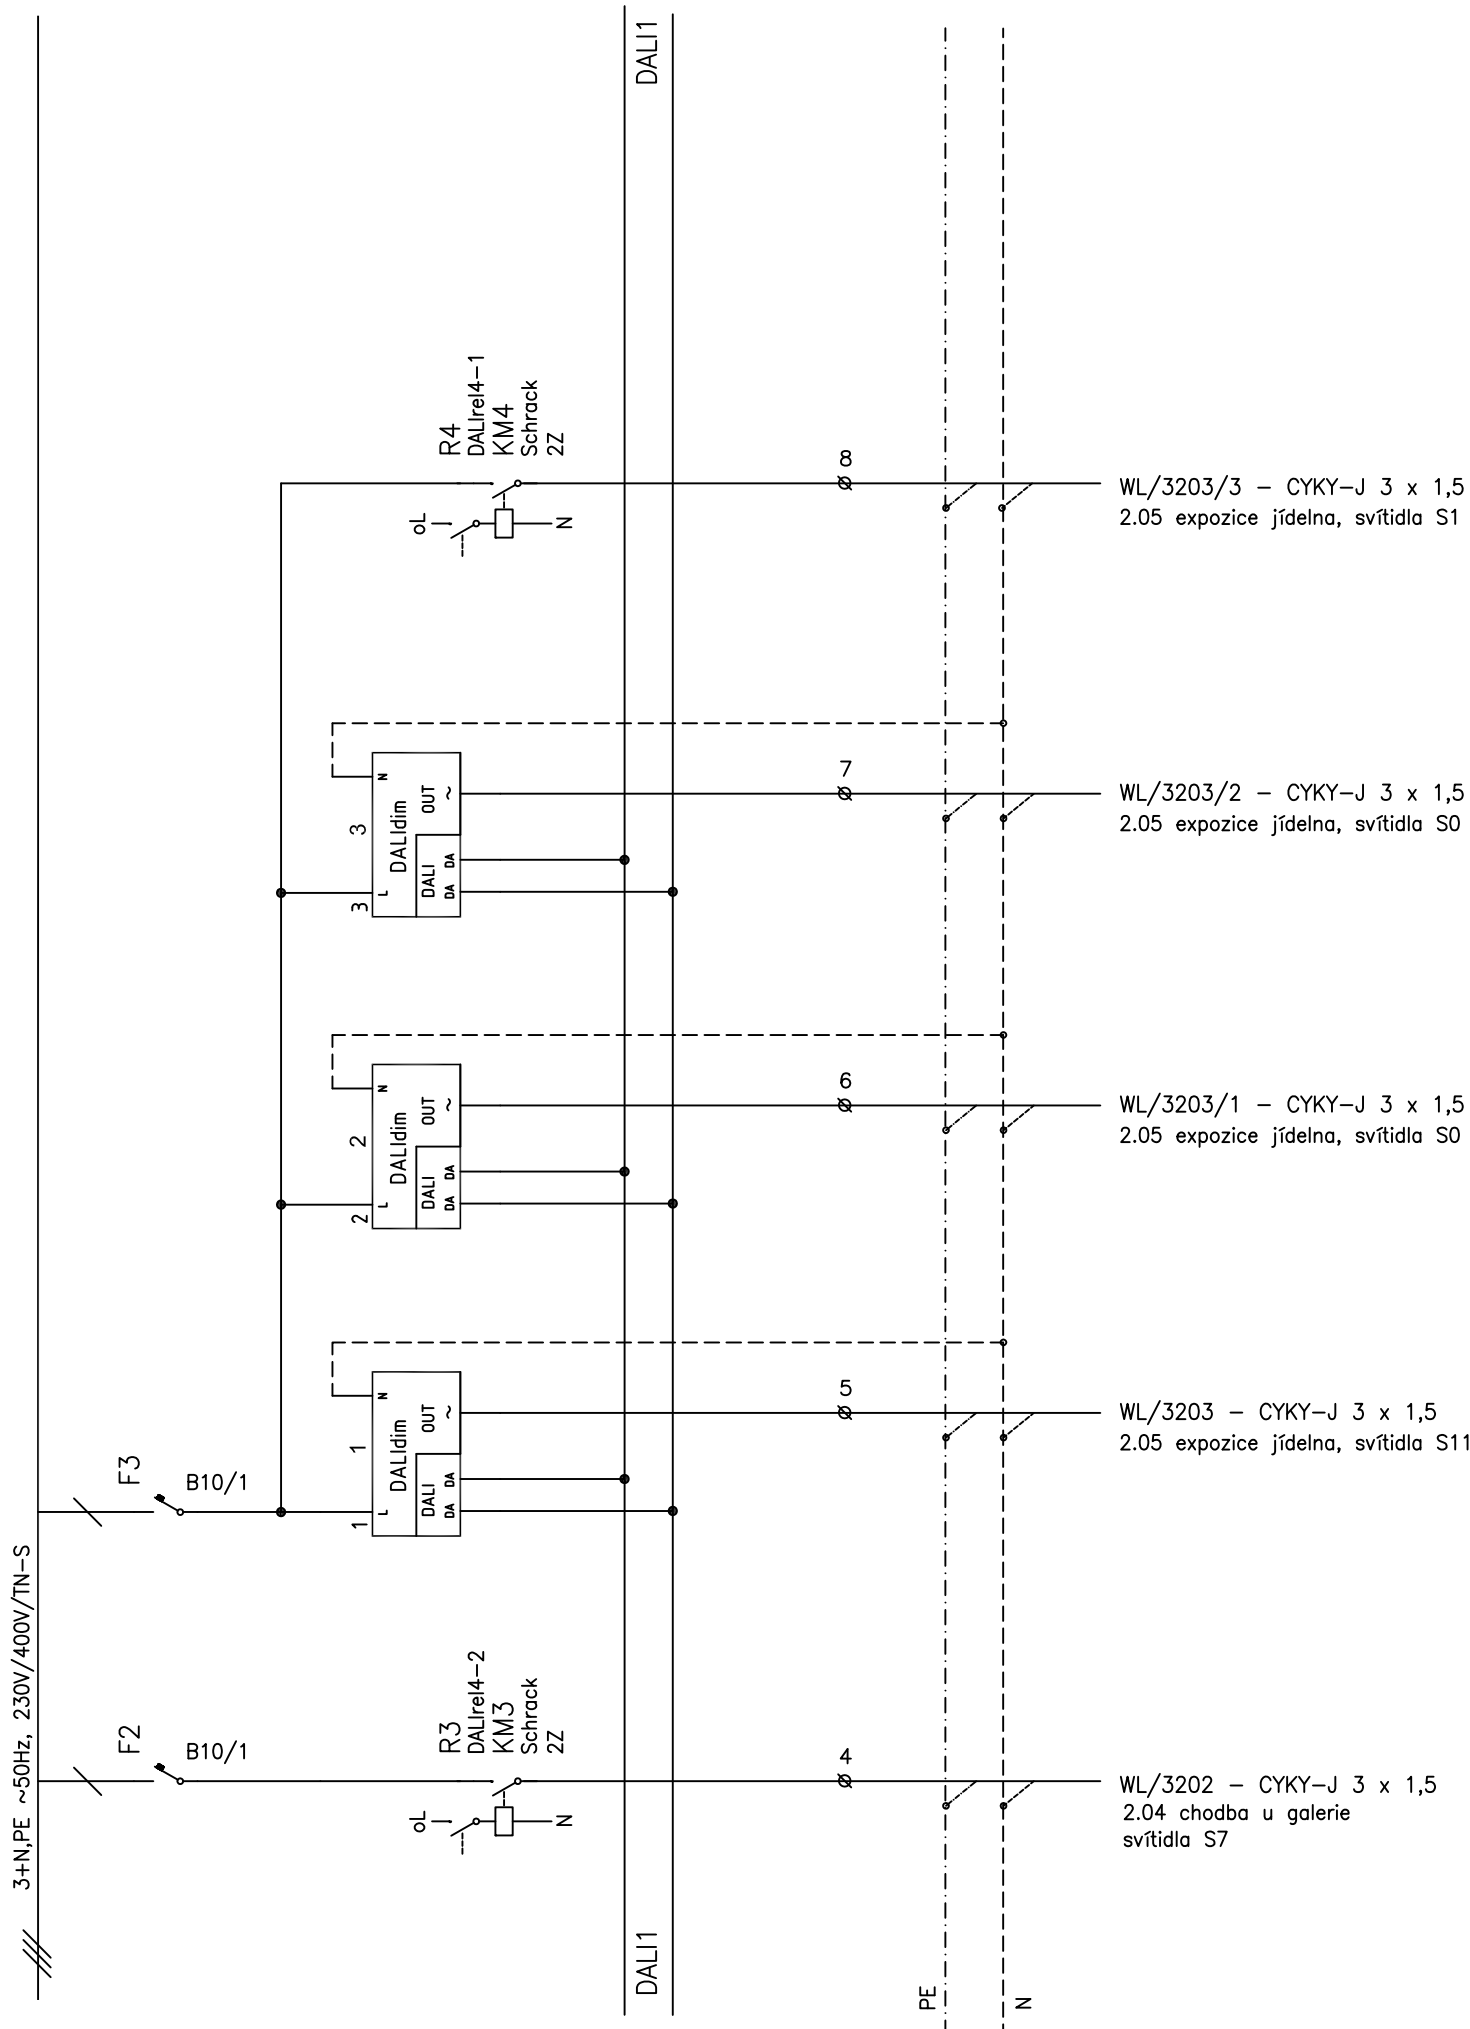 3+N,PE ~50Hz, 230V/400V/TN-S
DALI1
R4
DALIrel4-1
KM4
Schrack
2Z
oL
N
8
WL/3203/3 - CYKY-J 3 x 1,5
2.05 expozice jídelna, svítidla S1
3
3
L
N
DALIdim
OUT
~
DALI
DA
DA
7
WL/3203/2 - CYKY-J 3 x 1,5
2.05 expozice jídelna, svítidla S0
2
2
L
N
DALIdim
OUT
~
DALI
DA
DA
6
WL/3203/1 - CYKY-J 3 x 1,5
2.05 expozice jídelna, svítidla S0
F3
B10/1
1
1
L
N
DALIdim
OUT
~
DALI
DA
DA
5
WL/3203 - CYKY-J 3 x 1,5
2.05 expozice jídelna, svítidla S11
F2
B10/1
R3
DALIrel4-2
KM3
Schrack
2Z
oL
N
4
WL/3202 - CYKY-J 3 x 1,5
2.04 chodba u galerie
svítidla S7
DALI1
PE
N